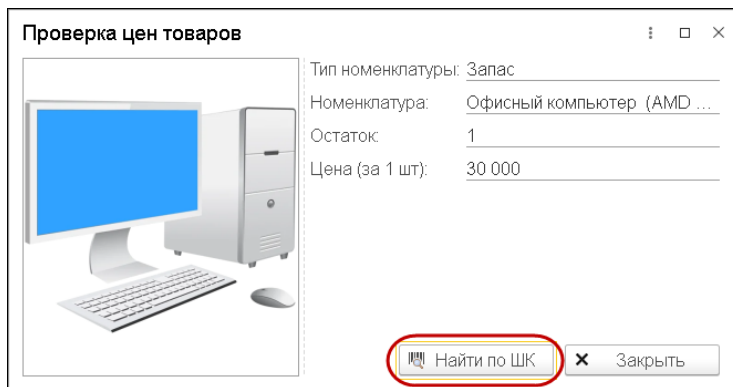 Проверка цен товаров
Тип номенклатуры: Запас
Номенклатура: Офисный компьютер (AMD ...
Остаток: 1
Цена (за 1 шт): 30 000
Найти по ШК
Закрыть